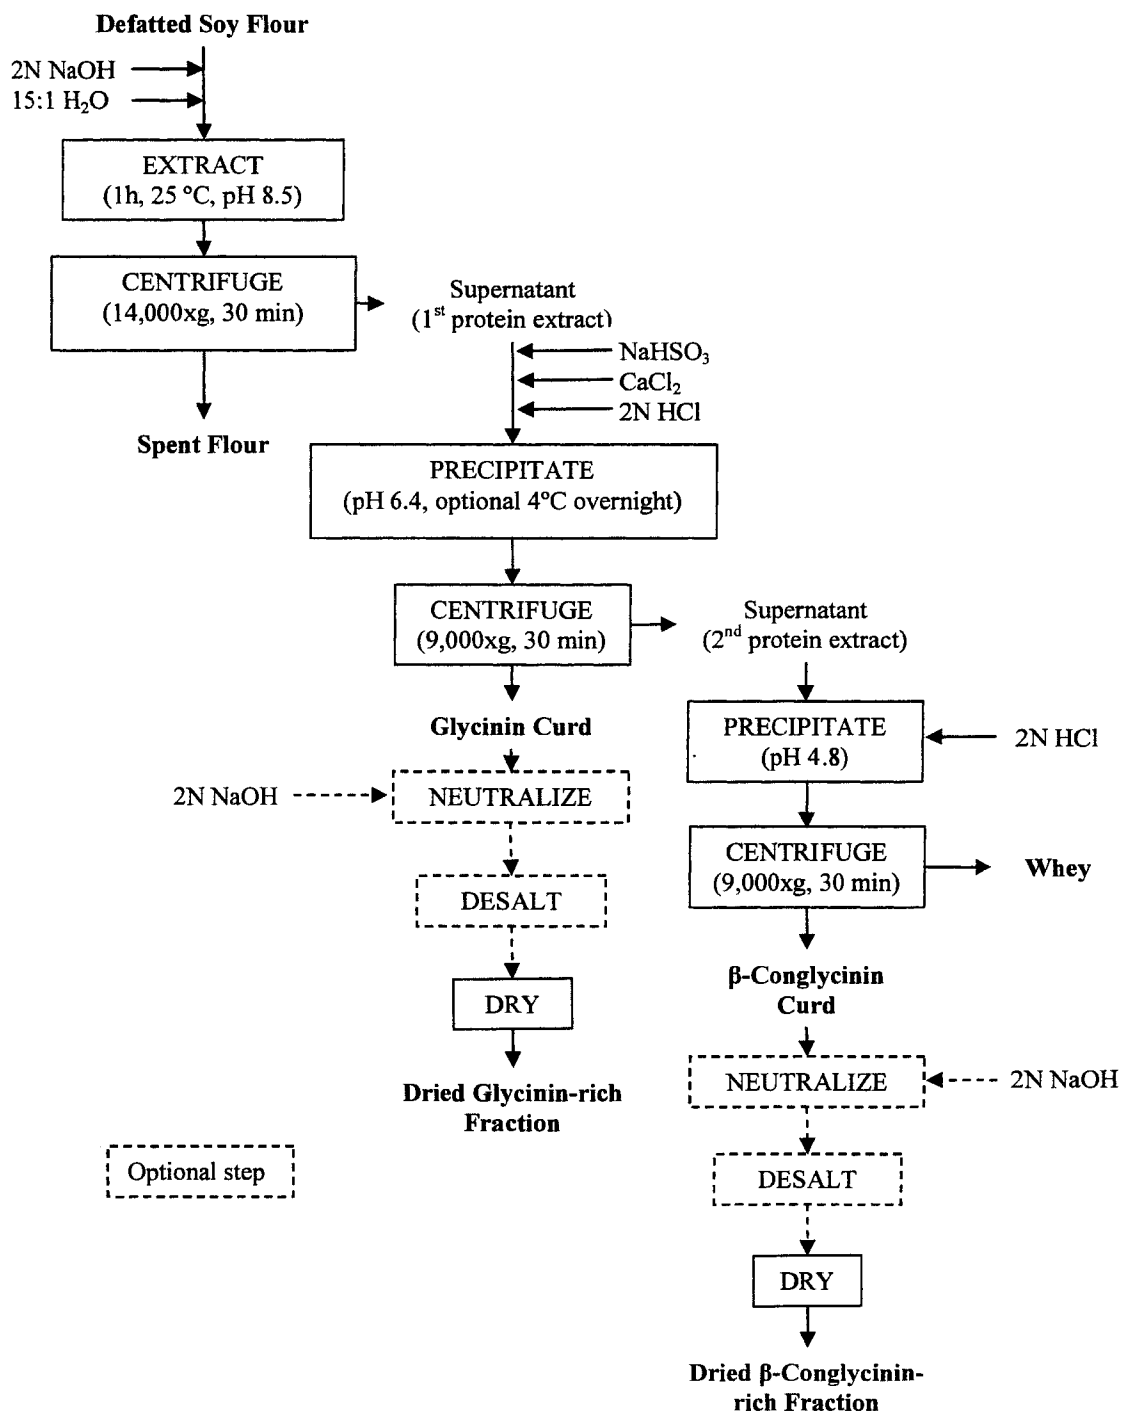 Defatted Soy Flour
2N NaOH
15:1 H₂O
EXTRACT
(1h, 25 ºC, pH 8.5)
CENTRIFUGE
(14,000xg, 30 min)
Supernatant
(1st protein extract)
NaHSO₃
CaCl₂
2N HCl
Spent Flour
PRECIPITATE
(pH 6.4, optional 4ºC overnight)
CENTRIFUGE
(9,000xg, 30 min)
Supernatant
(2nd protein extract)
Glycinin Curd
PRECIPITATE
(pH 4.8)
2N HCl
2N NaOH
NEUTRALIZE
CENTRIFUGE
(9,000xg, 30 min)
Whey
DESALT
β-Conglycinin
Curd
DRY
Dried Glycinin-rich
Fraction
NEUTRALIZE
2N NaOH
Optional step
DESALT
DRY
Dried β-Conglycinin-
rich Fraction